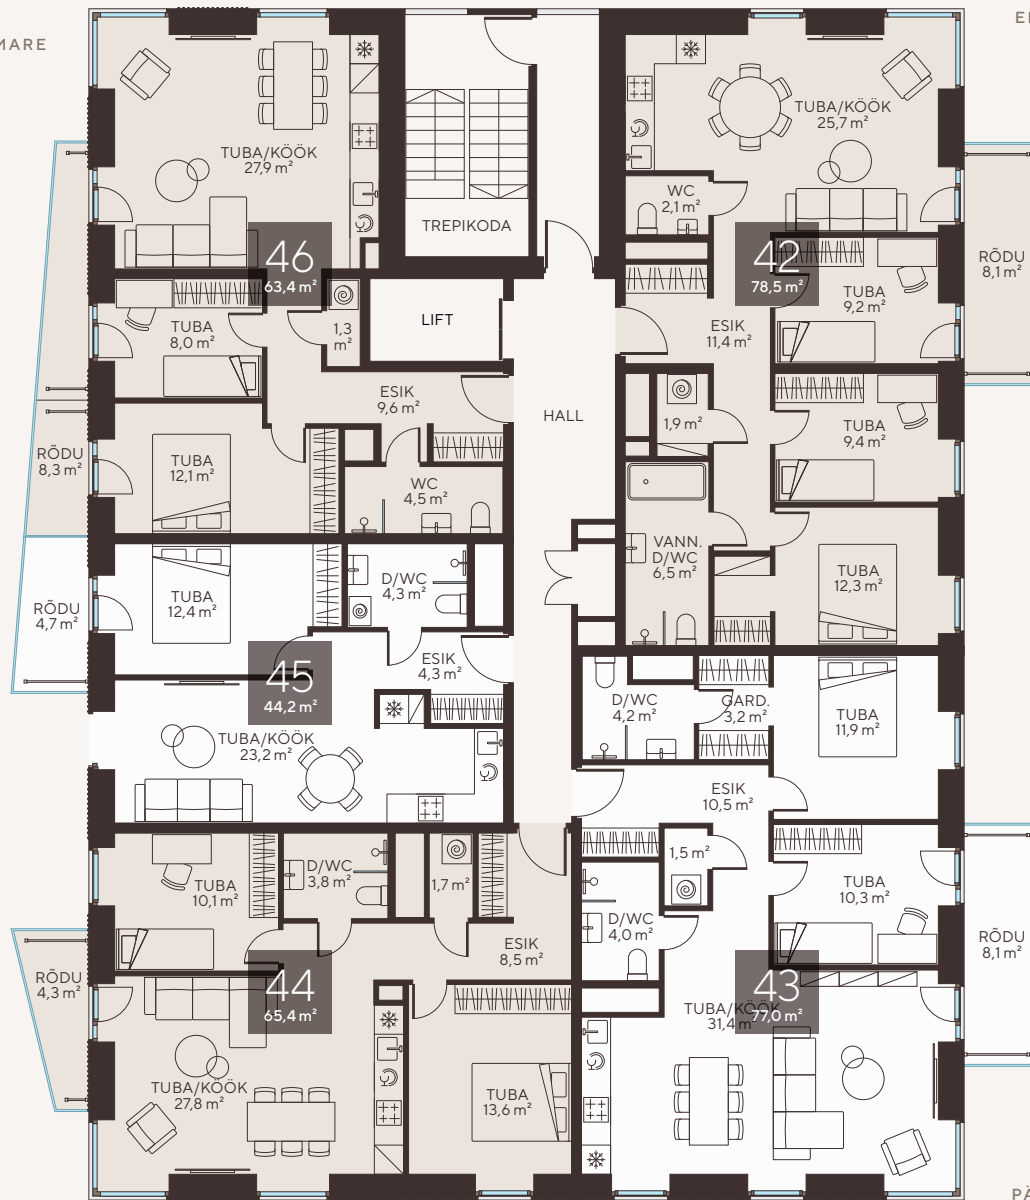 TUBA/KÖÖK
27,9 m²
TREPIKODA
46
63,4 m²
TUBA
8,0 m²
1,3
m²
LIFT
ESIK
9,6 m²
RÕDU
8,3 m²
TUBA
12,1 m²
WC
4,5 m²
HALL
TUBA/KÖÖK
25,7 m²
WC
2,1 m²
42
78,5 m²
RÕDU
8,1 m²
TUBA
9,2 m²
ESIK
11,4 m²
1,9 m²
TUBA
9,4 m²
VANN.
D/WC
6,5 m²
TUBA
12,3 m²
RÕDU
4,7 m²
TUBA
12,4 m²
D/WC
4,3 m²
45
44,2 m²
ESIK
4,3 m²
TUBA/KÖÖK
23,2 m²
D/WC
4,2 m²
GARD.
3,2 m²
TUBA
11,9 m²
ESIK
10,5 m²
1,5 m²
TUBA
10,3 m²
D/WC
4,0 m²
RÕDU
8,1 m²
43
77,0 m²
TUBA/KÖÖK
31,4 m²
TUBA
10,1 m²
D/WC
3,8 m²
1,7 m²
ESIK
8,5 m²
RÕDU
4,3 m²
44
65,4 m²
TUBA/KÖÖK
27,8 m²
TUBA
13,6 m²